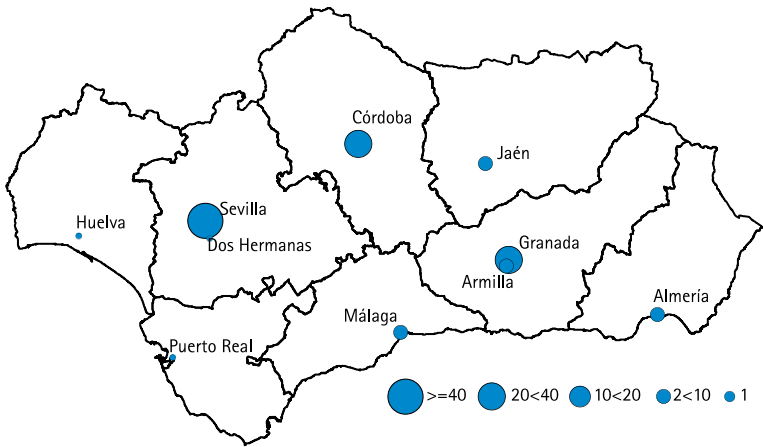 Córdoba
Jaén
Sevilla
Huelva
Dos Hermanas
Granada
Armilla
Almería
Málaga
Puerto Real
>=40 20<40 10<20 2<10 1